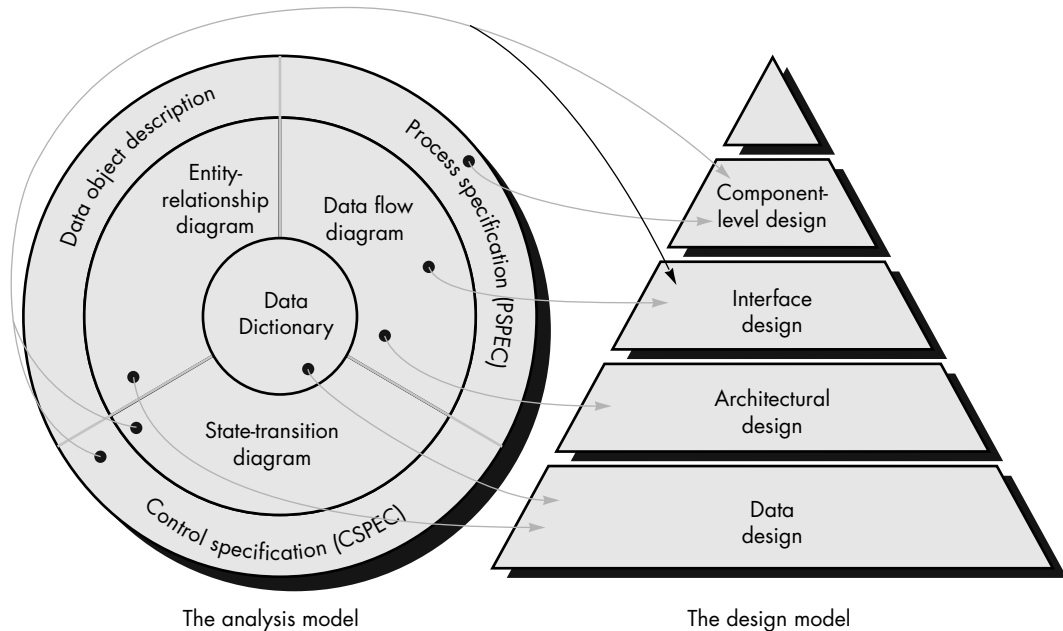 Data object description
Process specification (PSPEC)
Control specification (CSPEC)
Entity-
relationship
diagram
Data flow
diagram
Data
Dictionary
State-transition
diagram
The analysis model
Component-
level design
Interface
design
Architectural
design
Data
design
The design model